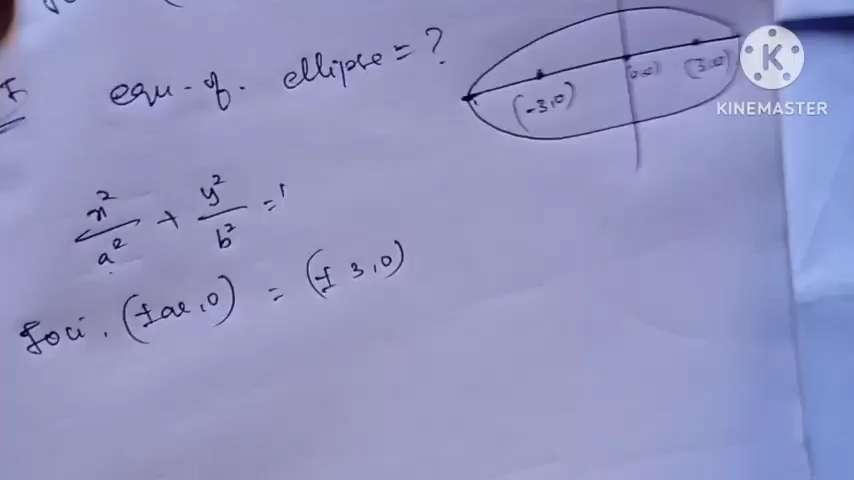 equ. of. ellipse = ?
(-3,0)
(0,0)
(3,0)
K
KINEMASTER
x²/a² + y²/b² = 1
foci. (±ae, 0) = (± 3, 0)